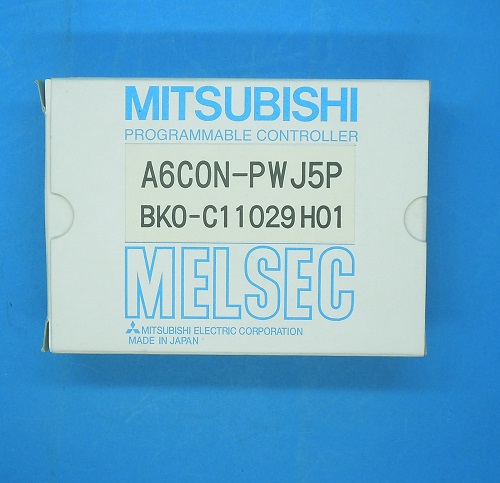 MITSUBISHI
PROGRAMMABLE CONTROLLER
A6CON-PWJ5P
BKO-C11029H01
MELSEC
MITSUBISHI ELECTRIC CORPORATION
MADE IN JAPAN